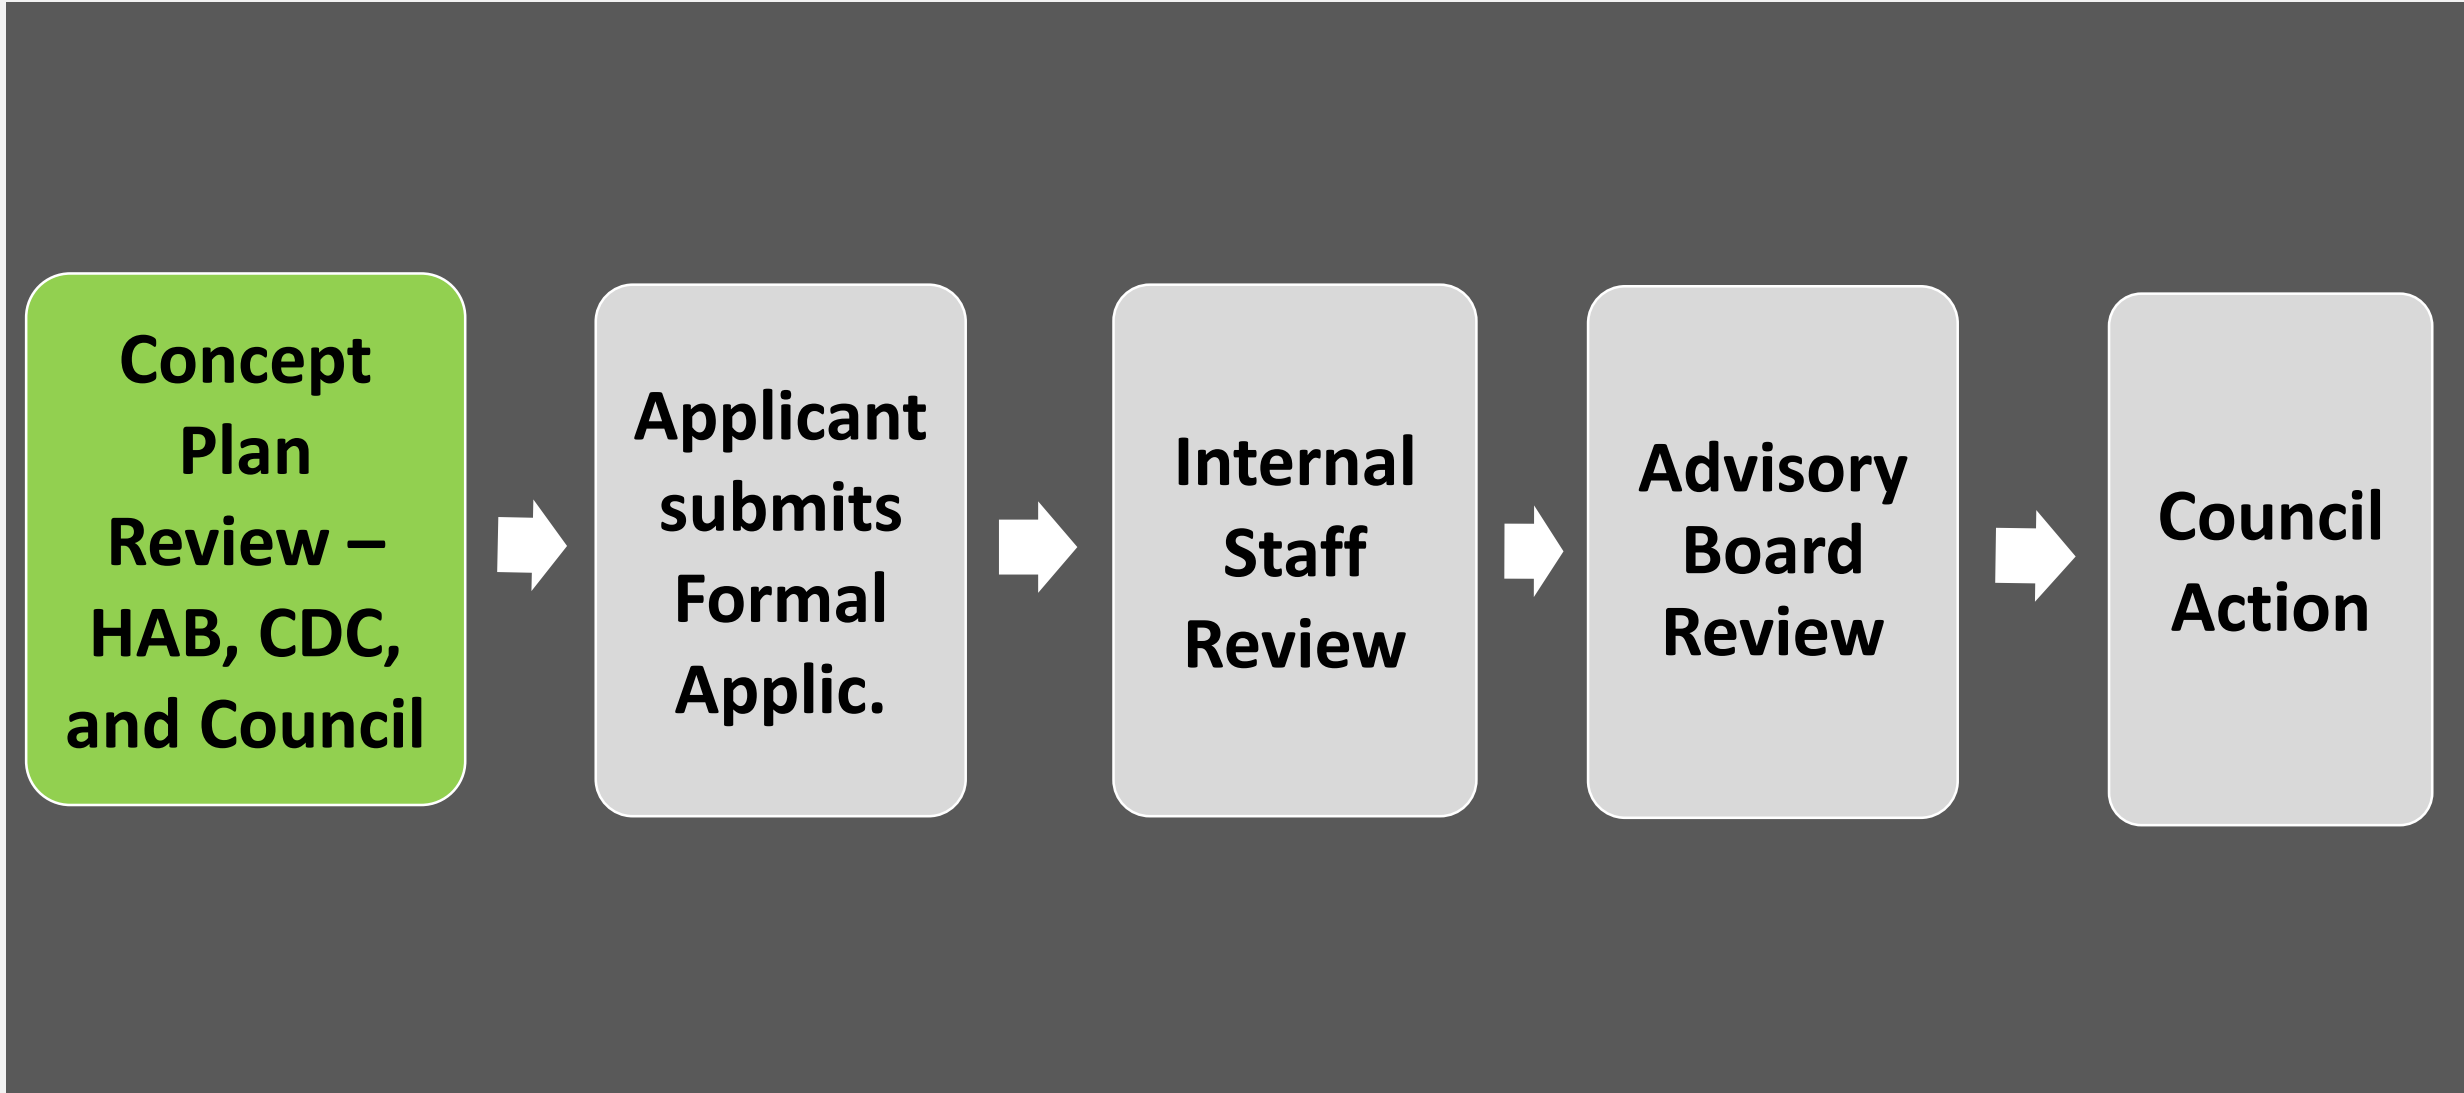 Concept
Plan
Review –
HAB, CDC,
and Council
Applicant
submits
Formal
Applic.
Internal
Staff
Review
Advisory
Board
Review
Council
Action